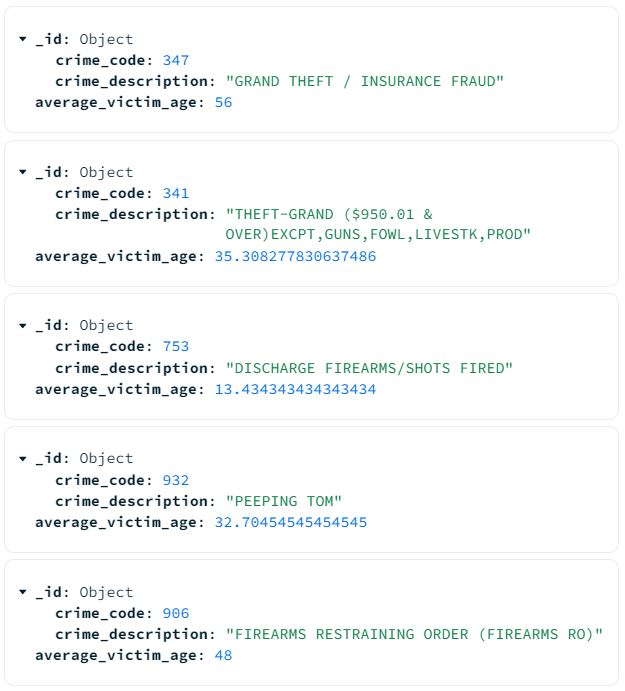 _id: Object
crime_code: 347
crime_description: "GRAND THEFT / INSURANCE FRAUD"
average_victim_age: 56
_id: Object
crime_code: 341
crime_description: "THEFT-GRAND ($950.01 &
OVER)EXCPT,GUNS,FOWL,LIVESTK,PROD"
average_victim_age: 35.308277830637486
_id: Object
crime_code: 753
crime_description: "DISCHARGE FIREARMS/SHOTS FIRED"
average_victim_age: 13.434343434343434
_id: Object
crime_code: 932
crime_description: "PEEPING TOM"
average_victim_age: 32.70454545454545
_id: Object
crime_code: 906
crime_description: "FIREARMS RESTRAINING ORDER (FIREARMS RO)"
average_victim_age: 48